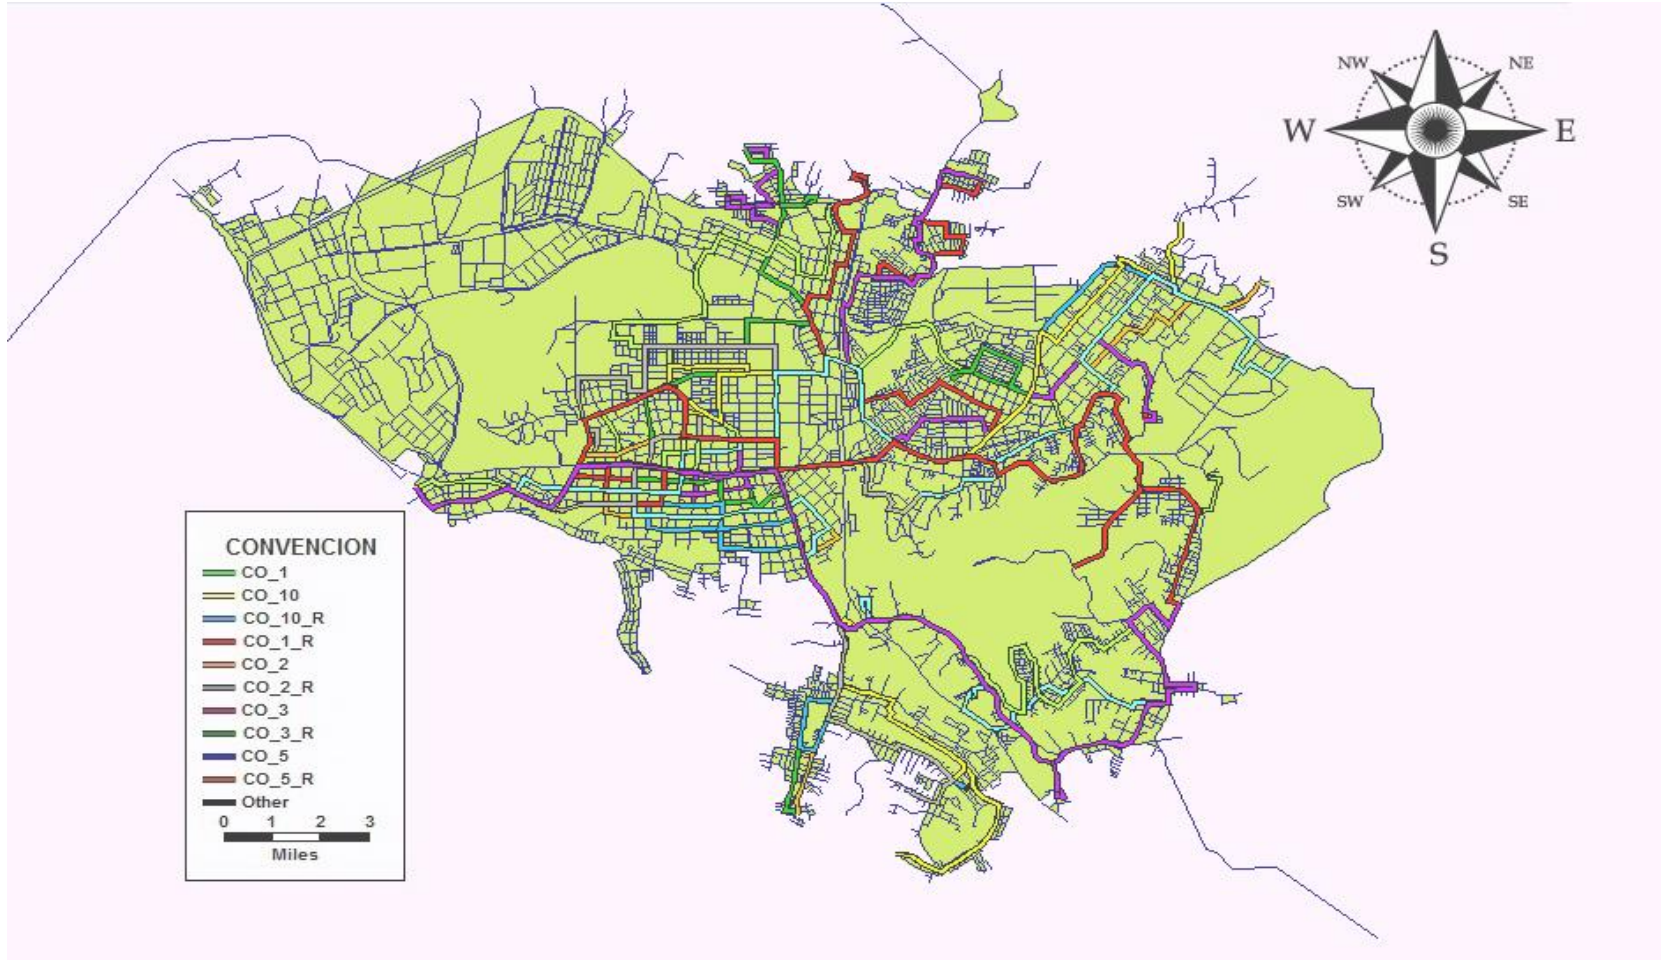 NW
NE
W
E
SW
SE
S
CONVENCION
CO_1
CO_10
CO_10_R
CO_1_R
CO_2
CO_2_R
CO_3
CO_3_R
CO_5
CO_5_R
Other
0 1 2 3
Miles